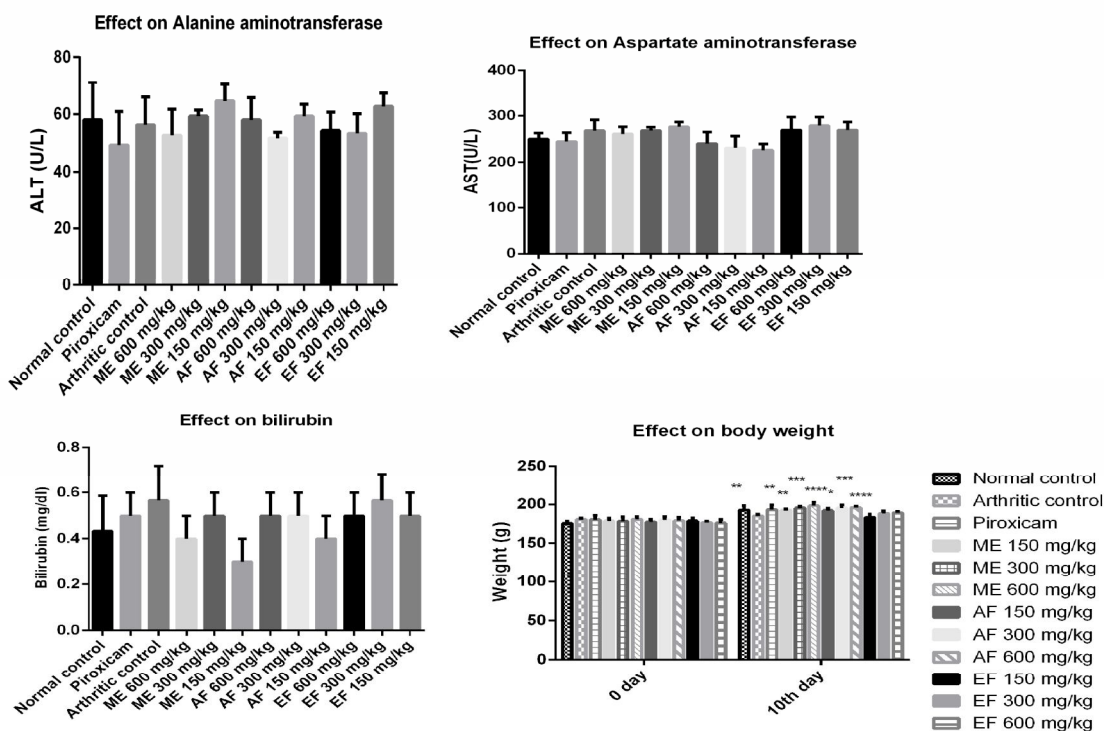 Effect on Alanine aminotransferase
80
60
40
20
0
ALT (U/L)
Normal control
Piroxicam
Arthritic control
ME 600 mg/kg
ME 300 mg/kg
ME 150 mg/kg
AF 600 mg/kg
AF 300 mg/kg
AF 150 mg/kg
EF 600 mg/kg
EF 300 mg/kg
EF 150 mg/kg
Effect on Aspartate aminotransferase
400
300
200
100
0
AST(U/L)
Normal control
Piroxicam
Arthritic control
ME 600 mg/kg
ME 300 mg/kg
ME 150 mg/kg
AF 600 mg/kg
AF 300 mg/kg
AF 150 mg/kg
EF 600 mg/kg
EF 300 mg/kg
EF 150 mg/kg
Effect on bilirubin
0.8
0.6
0.4
0.2
0.0
Bilirubin (mg/dl)
Normal control
Piroxicam
Arthritic control
ME 600 mg/kg
ME 300 mg/kg
ME 150 mg/kg
AF 600 mg/kg
AF 300 mg/kg
AF 150 mg/kg
EF 600 mg/kg
EF 300 mg/kg
EF 150 mg/kg
Effect on body weight
250
200
150
100
50
0
Weight (g)
** ** ** *** **** * *** ****
0 day
10th day
Normal control
Arthritic control
Piroxicam
ME 150 mg/kg
ME 300 mg/kg
ME 600 mg/kg
AF 150 mg/kg
AF 300 mg/kg
AF 600 mg/kg
EF 150 mg/kg
EF 300 mg/kg
EF 600 mg/kg